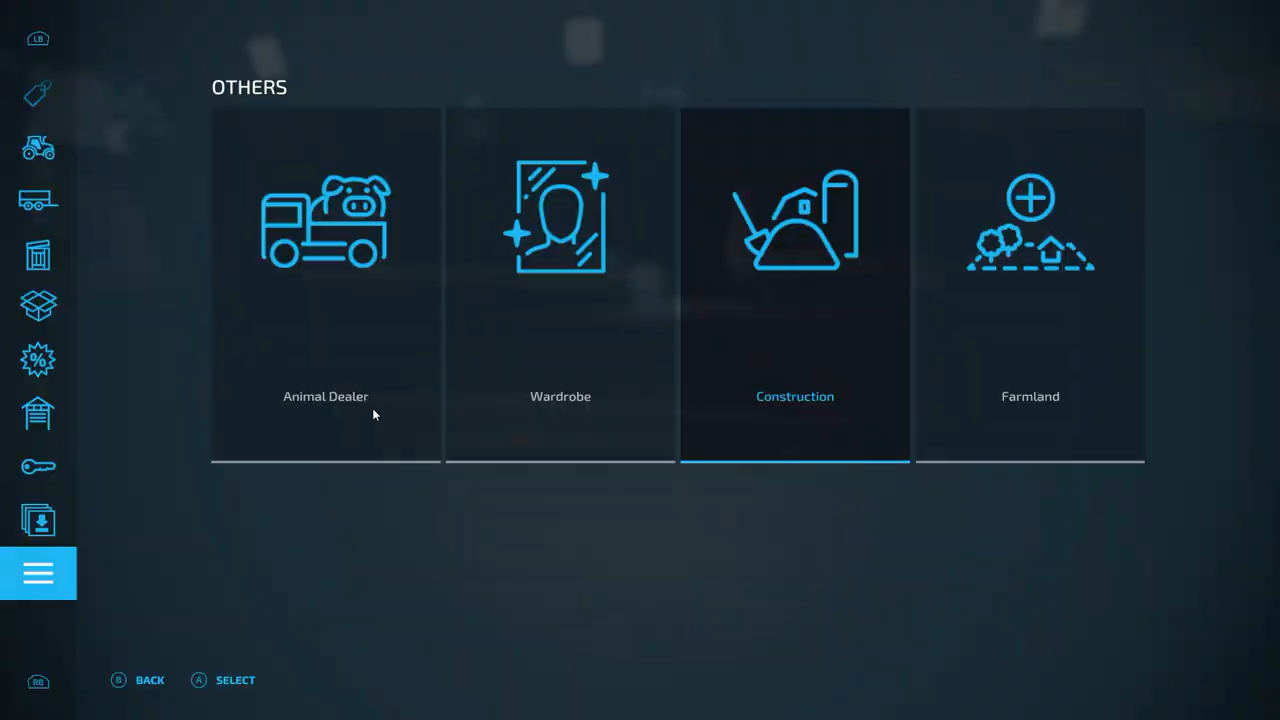 LB
OTHERS
Animal Dealer
Wardrobe
Construction
Farmland
%
RB
B BACK
A SELECT